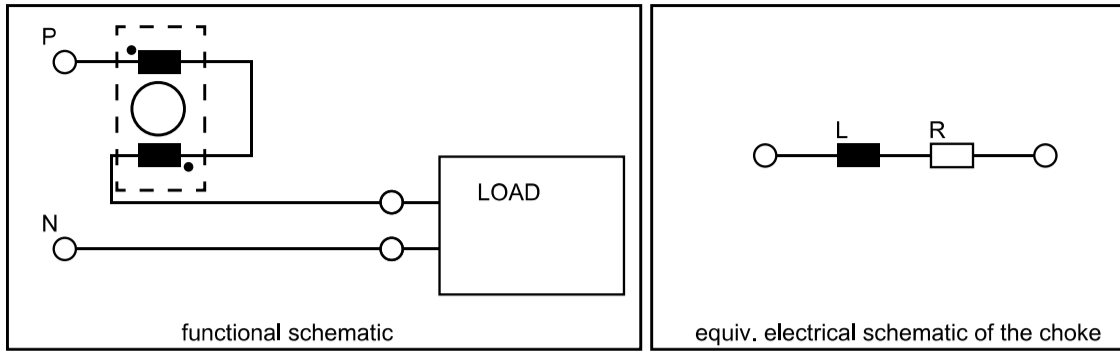 P
N
LOAD
functional schematic
L
R
equiv. electrical schematic of the choke